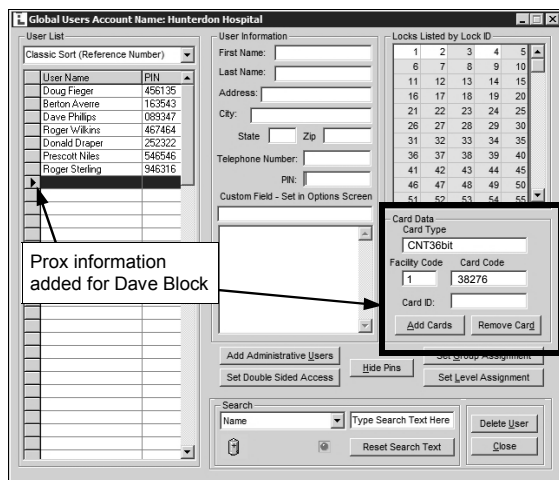 Global Users Account Name: Hunterdon Hospital
User List
Classic Sort (Reference Number)
User Name PIN
Doug Fieger 456135
Berton Averre 163543
Dave Phillips 089347
Roger Wilkins 467464
Donald Draper 252322
Prescott Niles 546546
Roger Sterling 946316
Prox information
added for Dave Block
User Information
First Name:
Last Name:
Address:
City:
State Zip
Telephone Number:
PIN:
Custom Field - Set in Options Screen
Locks Listed by Lock ID
1 2 3 4 5
6 7 8 9 10
11 12 13 14 15
16 17 18 19 20
21 22 23 24 25
26 27 28 29 30
31 32 33 34 35
36 37 38 39 40
41 42 43 44 45
46 47 48 49 50
51 52 53 54 55
Card Data
Card Type
CNT36bit
Facility Code Card Code
1 38276
Card ID:
Add Cards Remove Card
Add Administrative Users
Set Double Sided Access
Hide Pins
Set Group Assignment
Set Level Assignment
Search
Name Type Search Text Here
Reset Search Text
Delete User
Close